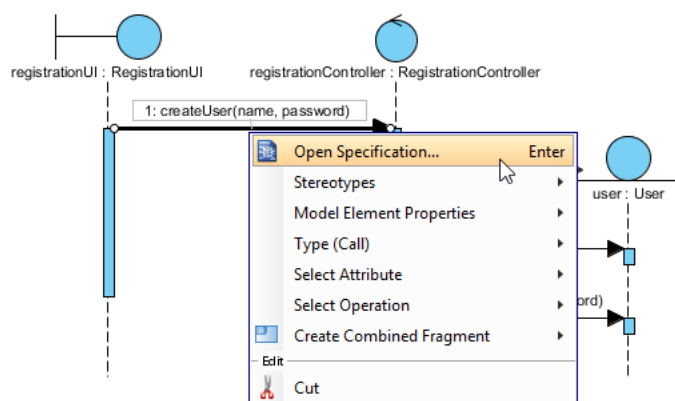 registrationUI : RegistrationUI
registrationController : RegistrationController
1: createUser(name, password)
Open Specification... Enter
Stereotypes
user : User
Model Element Properties
Type (Call)
Select Attribute
Select Operation
ord)
Create Combined Fragment
Edit
Cut